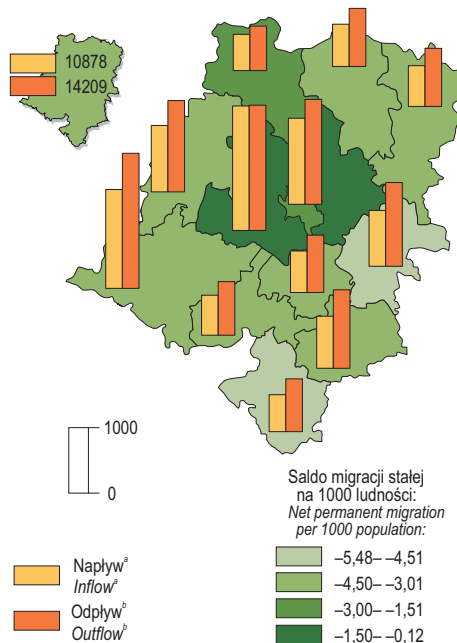 10878
14209
1000
0
Saldo migracji stałej
na 1000 ludności:
Net permanent migration
per 1000 population:
–5,48– –4,51
–4,50– –3,01
–3,00– –1,51
–1,50– –0,12
Napływᵃ
Inflowᵃ
Odpływᵇ
Outflowᵇ